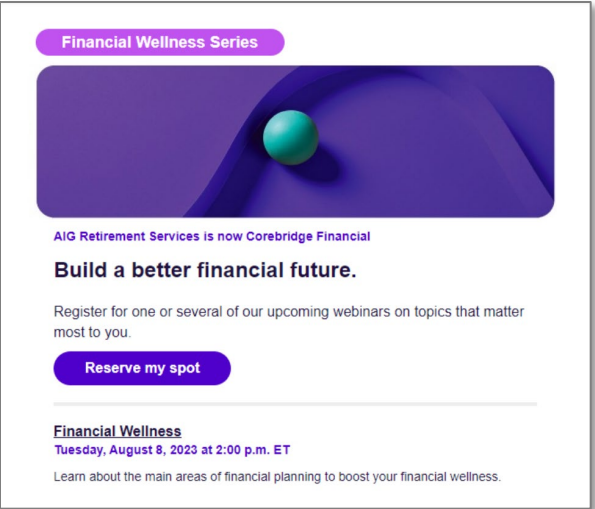 Financial Wellness Series
AIG Retirement Services is now Corebridge Financial
Build a better financial future.
Register for one or several of our upcoming webinars on topics that matter
most to you.
Reserve my spot
Financial Wellness
Tuesday, August 8, 2023 at 2:00 p.m. ET
Learn about the main areas of financial planning to boost your financial wellness.